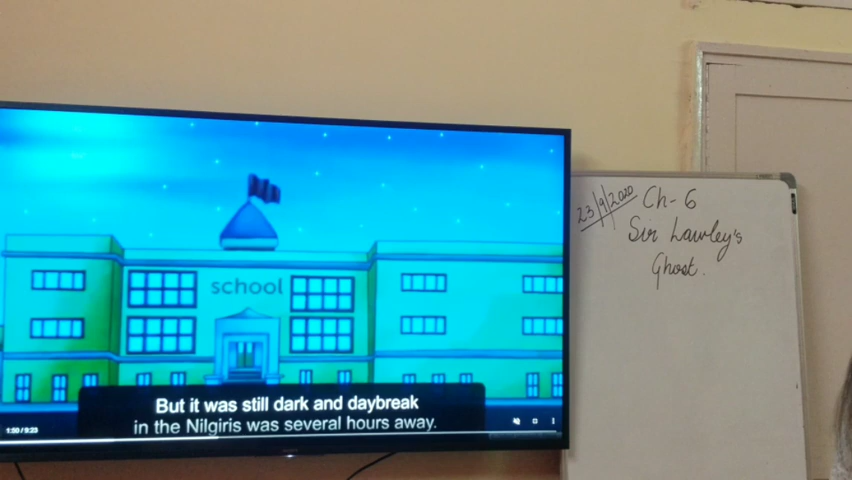 school
But it was still dark and daybreak
in the Nilgiris was several hours away.
1:50 / 9:23
23/9/2020
Ch-6
Sir Lawley's
Ghost.